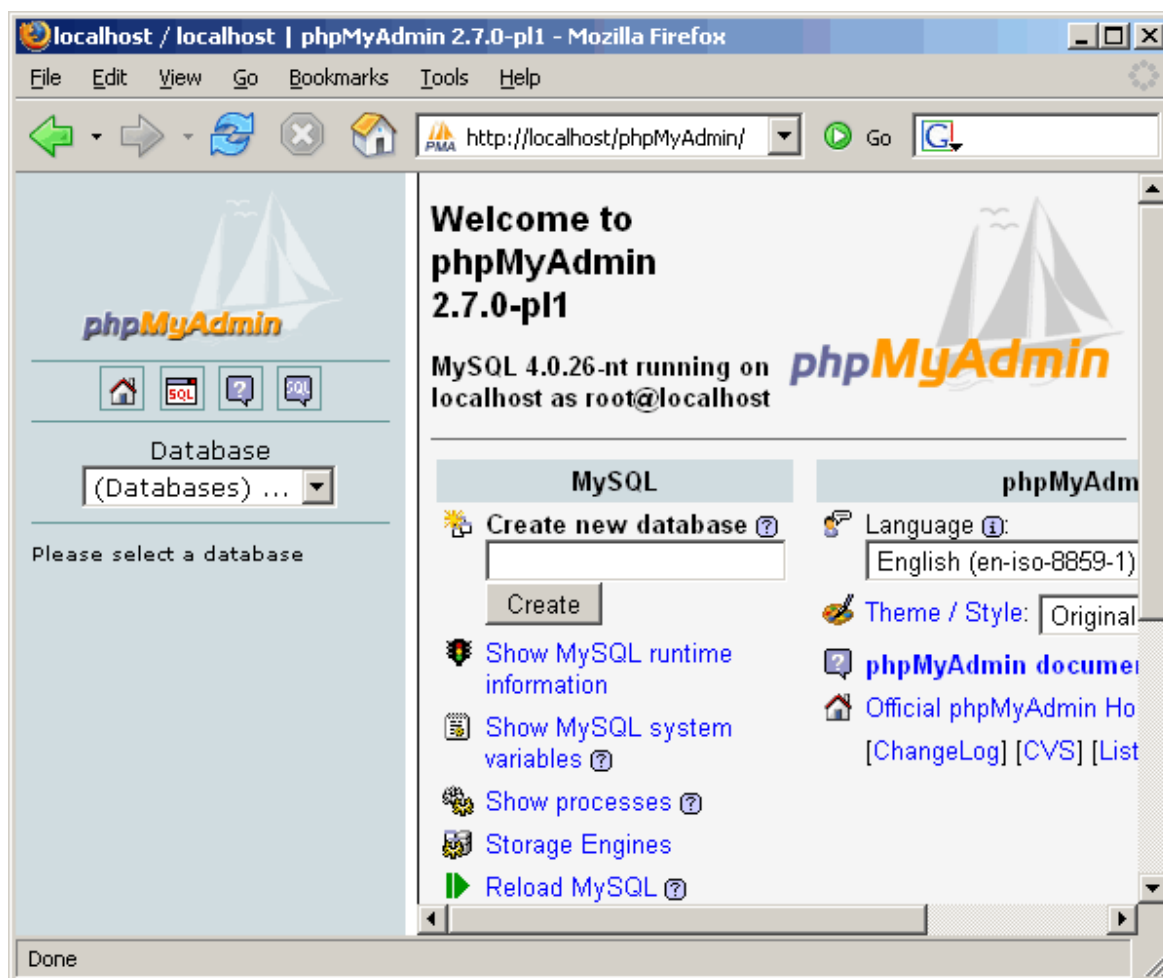 localhost / localhost | phpMyAdmin 2.7.0-pl1 - Mozilla Firefox
File Edit View Go Bookmarks Tools Help
PMA http://localhost/phpMyAdmin/ Go G
phpMyAdmin
SQL SQL
Database
(Databases) ...
Please select a database
Welcome to
phpMyAdmin
2.7.0-pl1
MySQL 4.0.26-nt running on
localhost as root@localhost
phpMyAdmin
MySQL
Create new database
Create
Show MySQL runtime
information
Show MySQL system
variables
Show processes
Storage Engines
Reload MySQL
phpMyAdm
Language:
English (en-iso-8859-1)
Theme / Style: Original
phpMyAdmin docume
Official phpMyAdmin Ho
[ChangeLog] [CVS] [List
Done